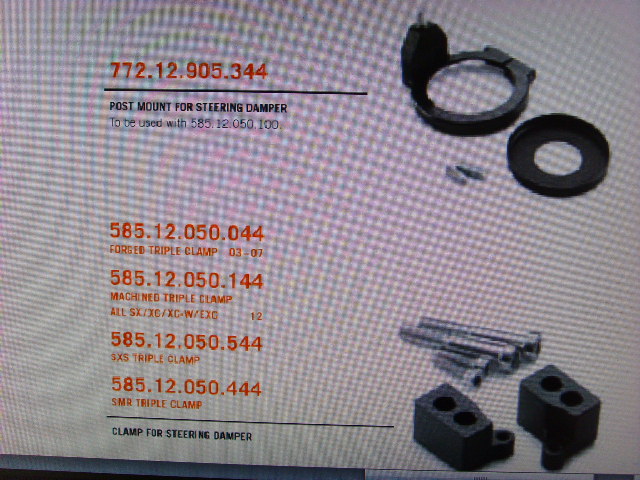 772.12.905.344
POST MOUNT FOR STEERING DAMPER
To be used with 585.12.050.100.
585.12.050.044
FORGED TRIPLE CLAMP 03-07
585.12.050.144
MACHINED TRIPLE CLAMP
ALL SX/XC/XC-W/EXC 12
585.12.050.544
SXS TRIPLE CLAMP
585.12.050.444
SMR TRIPLE CLAMP
CLAMP FOR STEERING DAMPER